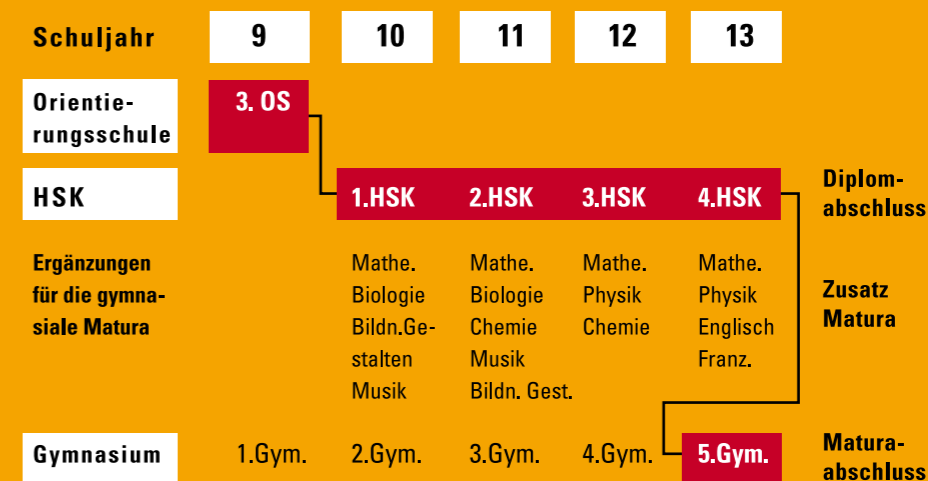 Schuljahr 9 10 11 12 13
Orientie- 3. OS
rungsschule
HSK 1.HSK 2.HSK 3.HSK 4.HSK Diplom-
abschluss
Ergänzungen Mathe. Mathe. Mathe. Mathe.
für die gymna- Biologie Biologie Physik Physik Zusatz
siale Matura Bildn.Ge- Chemie Chemie Englisch Matura
stalten Musik Franz.
Musik Bildn. Gest.
Gymnasium 1.Gym. 2.Gym. 3.Gym. 4.Gym. 5.Gym. Matura-
abschluss